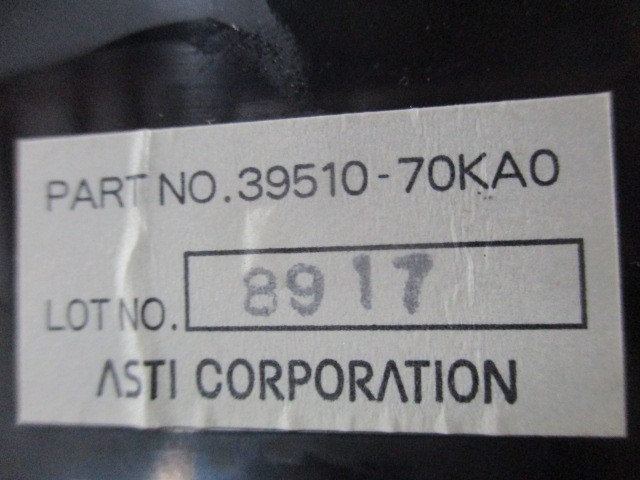 PART NO.39510-70KA0
LOT NO. 8917
ASTI CORPORATION